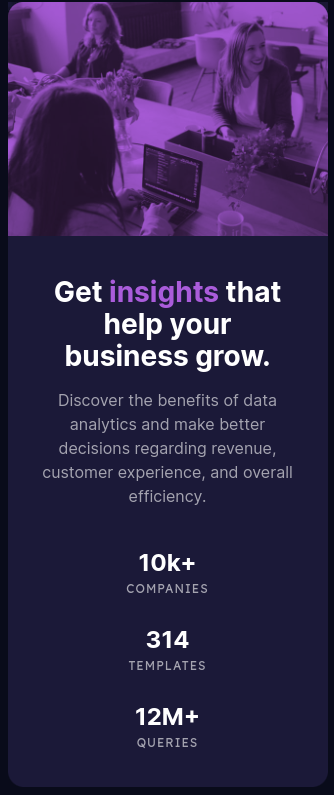 Get insights that
help your
business grow.
Discover the benefits of data
analytics and make better
decisions regarding revenue,
customer experience, and overall
efficiency.
10k+
COMPANIES
314
TEMPLATES
12M+
QUERIES